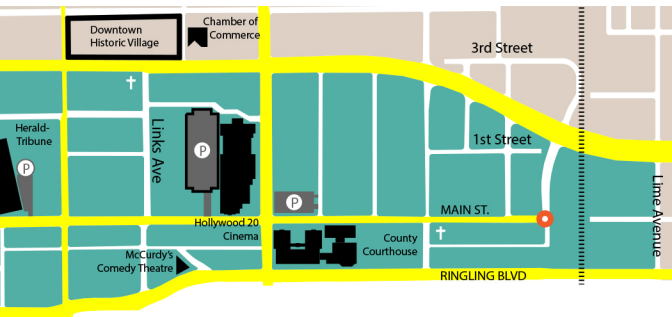 Downtown
Historic Village
Chamber of
Commerce
3rd Street
1st Street
Herald-
Tribune
P
Links Ave
P
P
Lime Avenue
MAIN ST.
Hollywood 20
Cinema
County
Courthouse
McCurdy's
Comedy Theatre
RINGLING BLVD